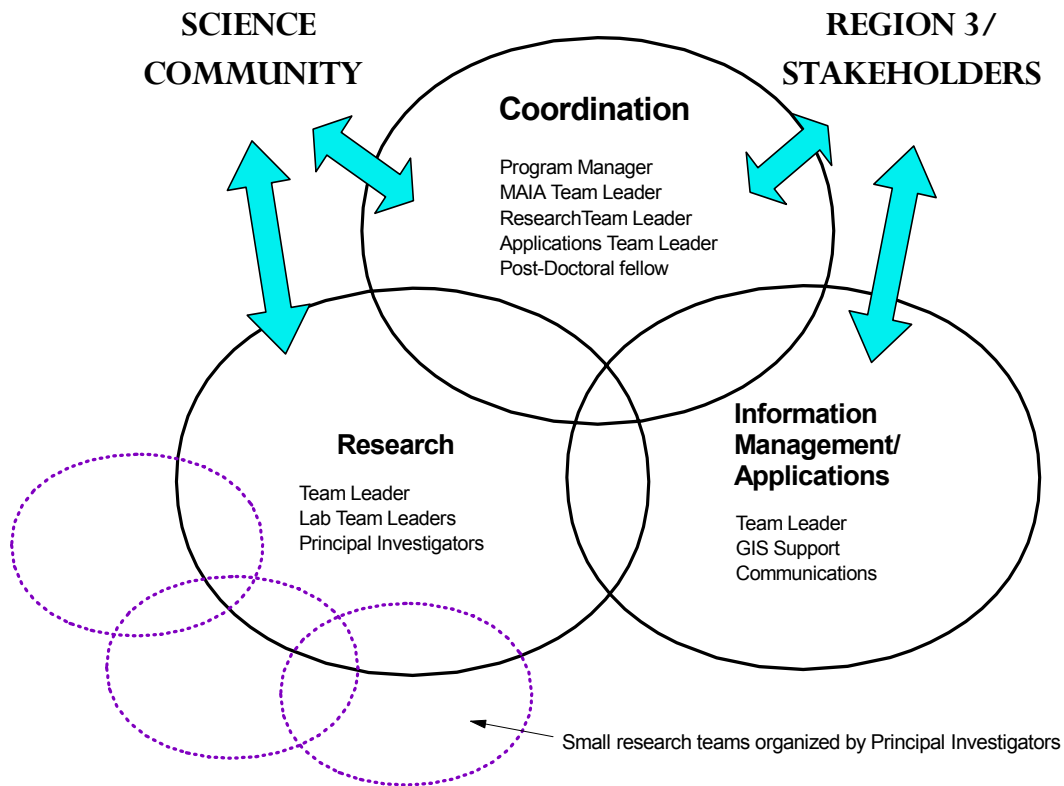 SCIENCE
COMMUNITY
REGION 3/
STAKEHOLDERS
Coordination
Program Manager
MAIA Team Leader
ResearchTeam Leader
Applications Team Leader
Post-Doctoral fellow
Research
Team Leader
Lab Team Leaders
Principal Investigators
Information
Management/
Applications
Team Leader
GIS Support
Communications
Small research teams organized by Principal Investigators